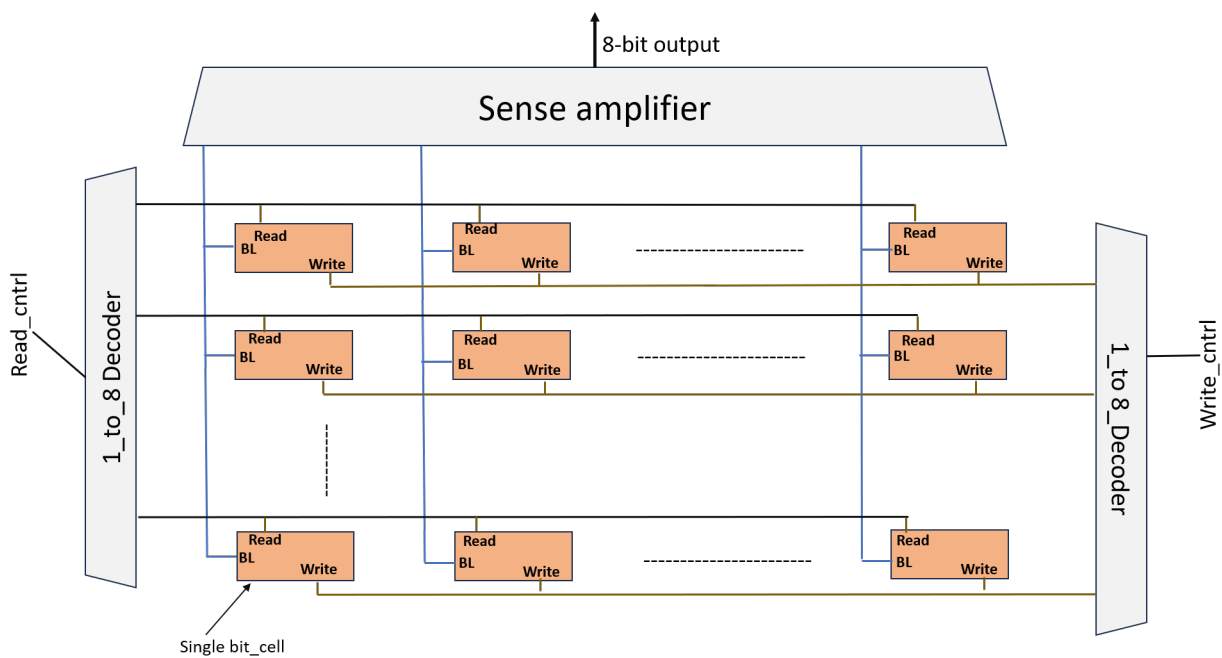 8-bit output
Sense amplifier
Read_cntrl
1_to_8 Decoder
Read
BL
Write
Read
BL
Write
Read
BL
Write
Read
BL
Write
Read
BL
Write
Read
BL
Write
Read
BL
Write
Read
BL
Write
Read
BL
Write
1_to 8_Decoder
Write_cntrl
Single bit_cell